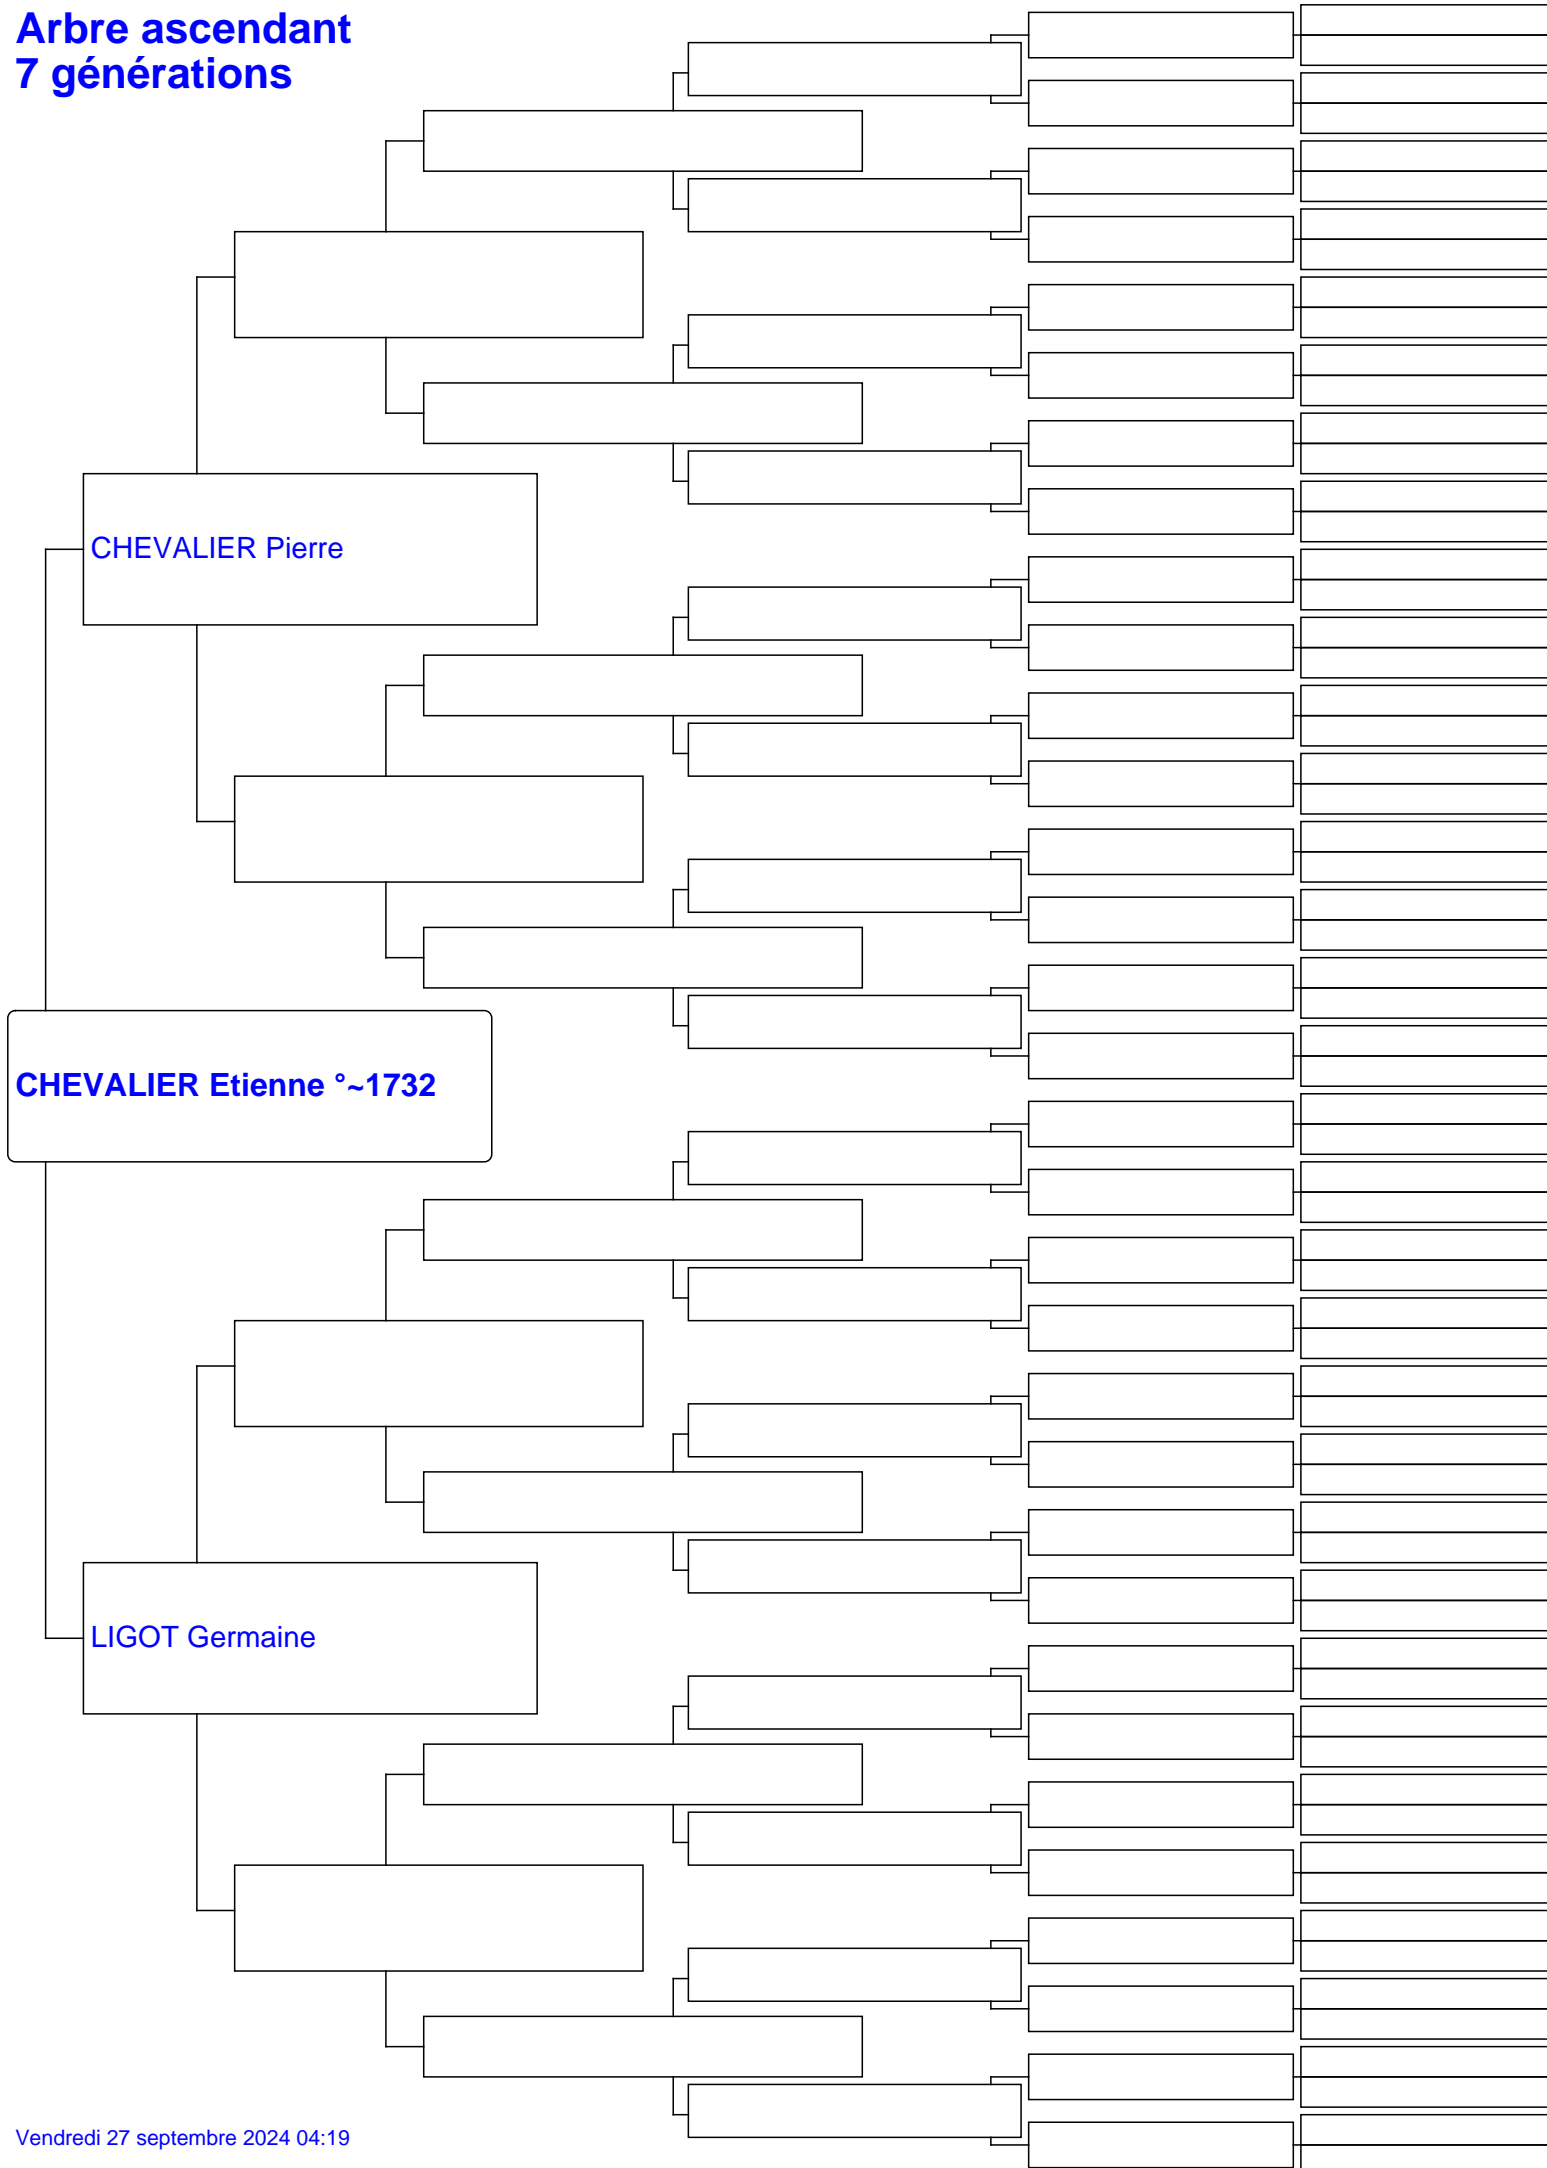 Arbre ascendant
7 générations
CHEVALIER Pierre
CHEVALIER Etienne °~1732
LIGOT Germaine
Vendredi 27 septembre 2024 04:19